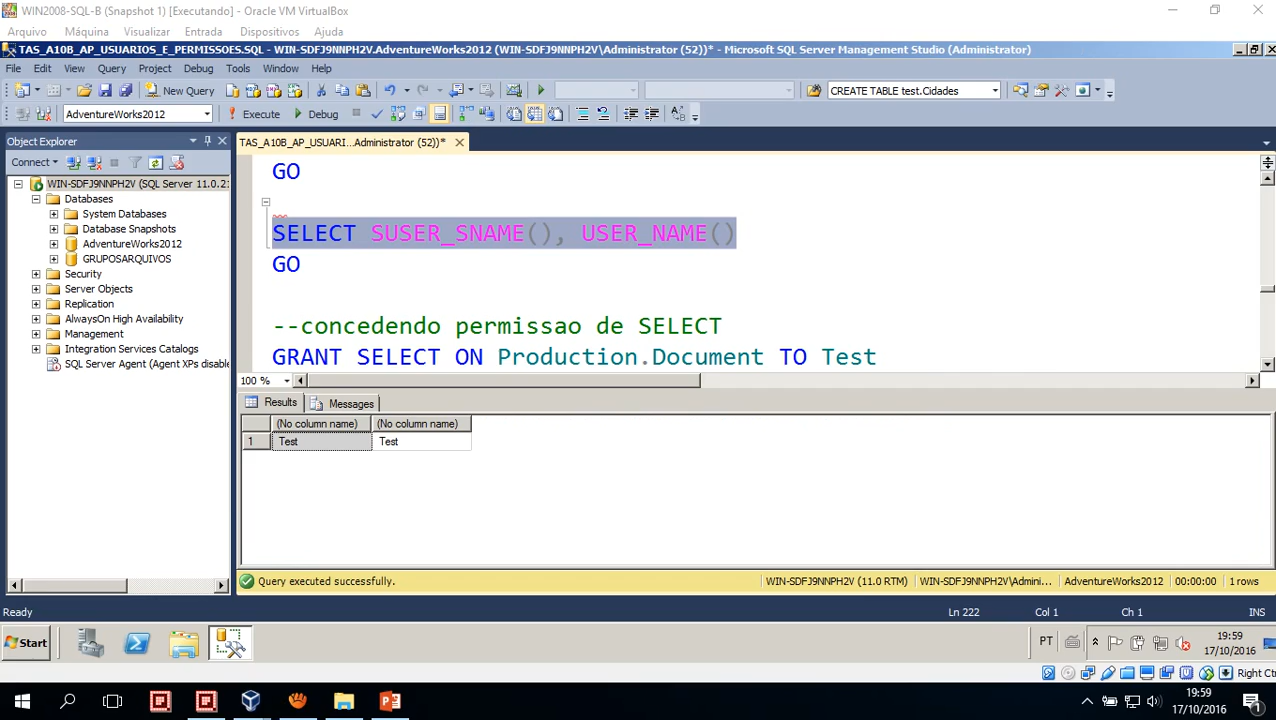 WIN2008-SQL-B (Snapshot 1) [Executando] - Oracle VM VirtualBox
Arquivo Máquina Visualizar Entrada Dispositivos Ajuda
TAS_A10B_AP_USUARIOS_E_PERMISSOES.SQL - WIN-SDFJ9NNPH2V.AdventureWorks2012 (WIN-SDFJ9NNPH2V\Administrator (52))* - Microsoft SQL Server Management Studio (Administrator)
File Edit View Query Project Debug Tools Window Help
New Query CREATE TABLE test.Cidades
AdventureWorks2012 Execute Debug
Object Explorer
TAS_A10B_AP_USUARI...Administrator (52))*
Connect
WIN-SDFJ9NNPH2V (SQL Server 11.0.21
Databases
System Databases
Database Snapshots
AdventureWorks2012
GRUPOSARQUIVOS
Security
Server Objects
Replication
AlwaysOn High Availability
Management
Integration Services Catalogs
SQL Server Agent (Agent XPs disable
GO
SELECT SUSER_SNAME(), USER_NAME()
GO
--concedendo permissao de SELECT
GRANT SELECT ON Production.Document TO Test
100 %
Results Messages
(No column name) (No column name)
1 Test Test
Query executed successfully. WIN-SDFJ9NNPH2V (11.0 RTM) WIN-SDFJ9NNPH2V\Admini... AdventureWorks2012 00:00:00 1 rows
Ready Ln 222 Col 1 Ch 1 INS
Start PT 19:59
17/10/2016
Right Ctrl
19:59
17/10/2016
1